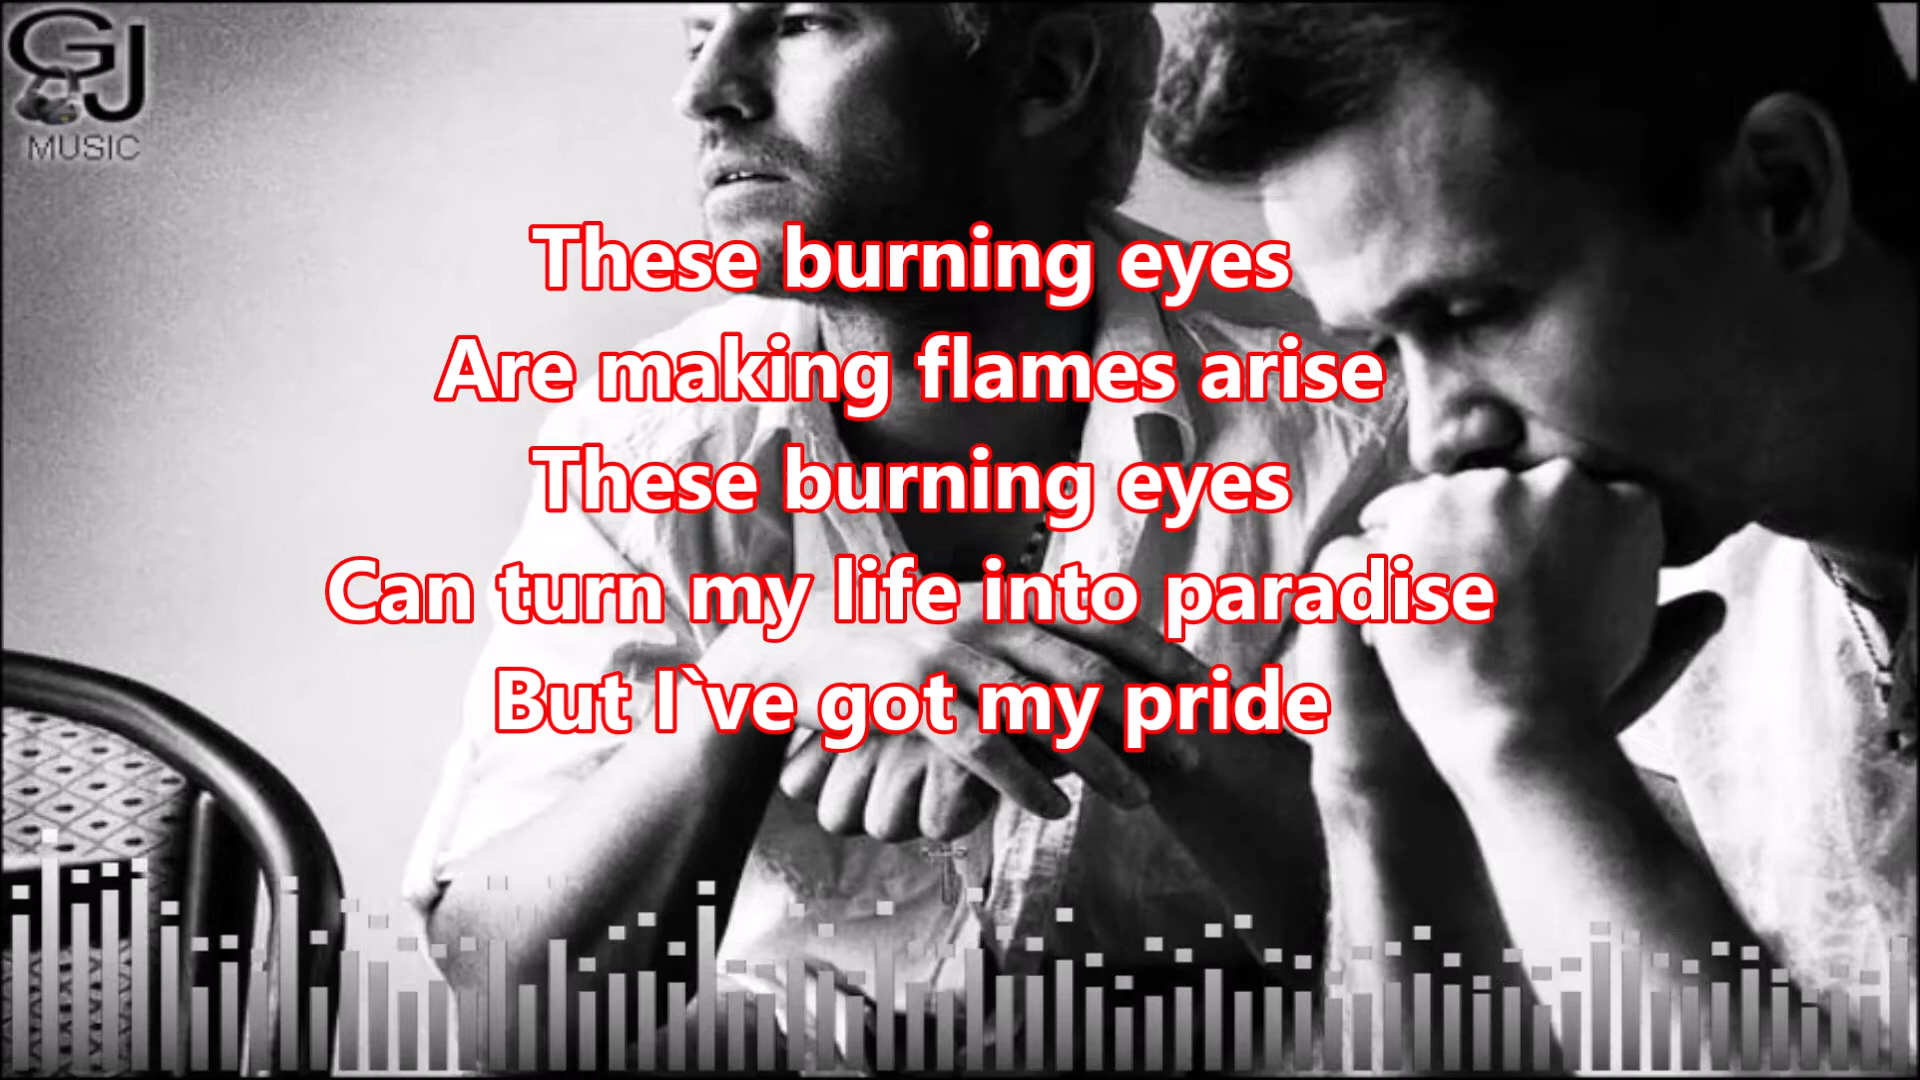 GJ
MUSIC
These burning eyes
Are making flames arise
These burning eyes
Can turn my life into paradise
But I`ve got my pride